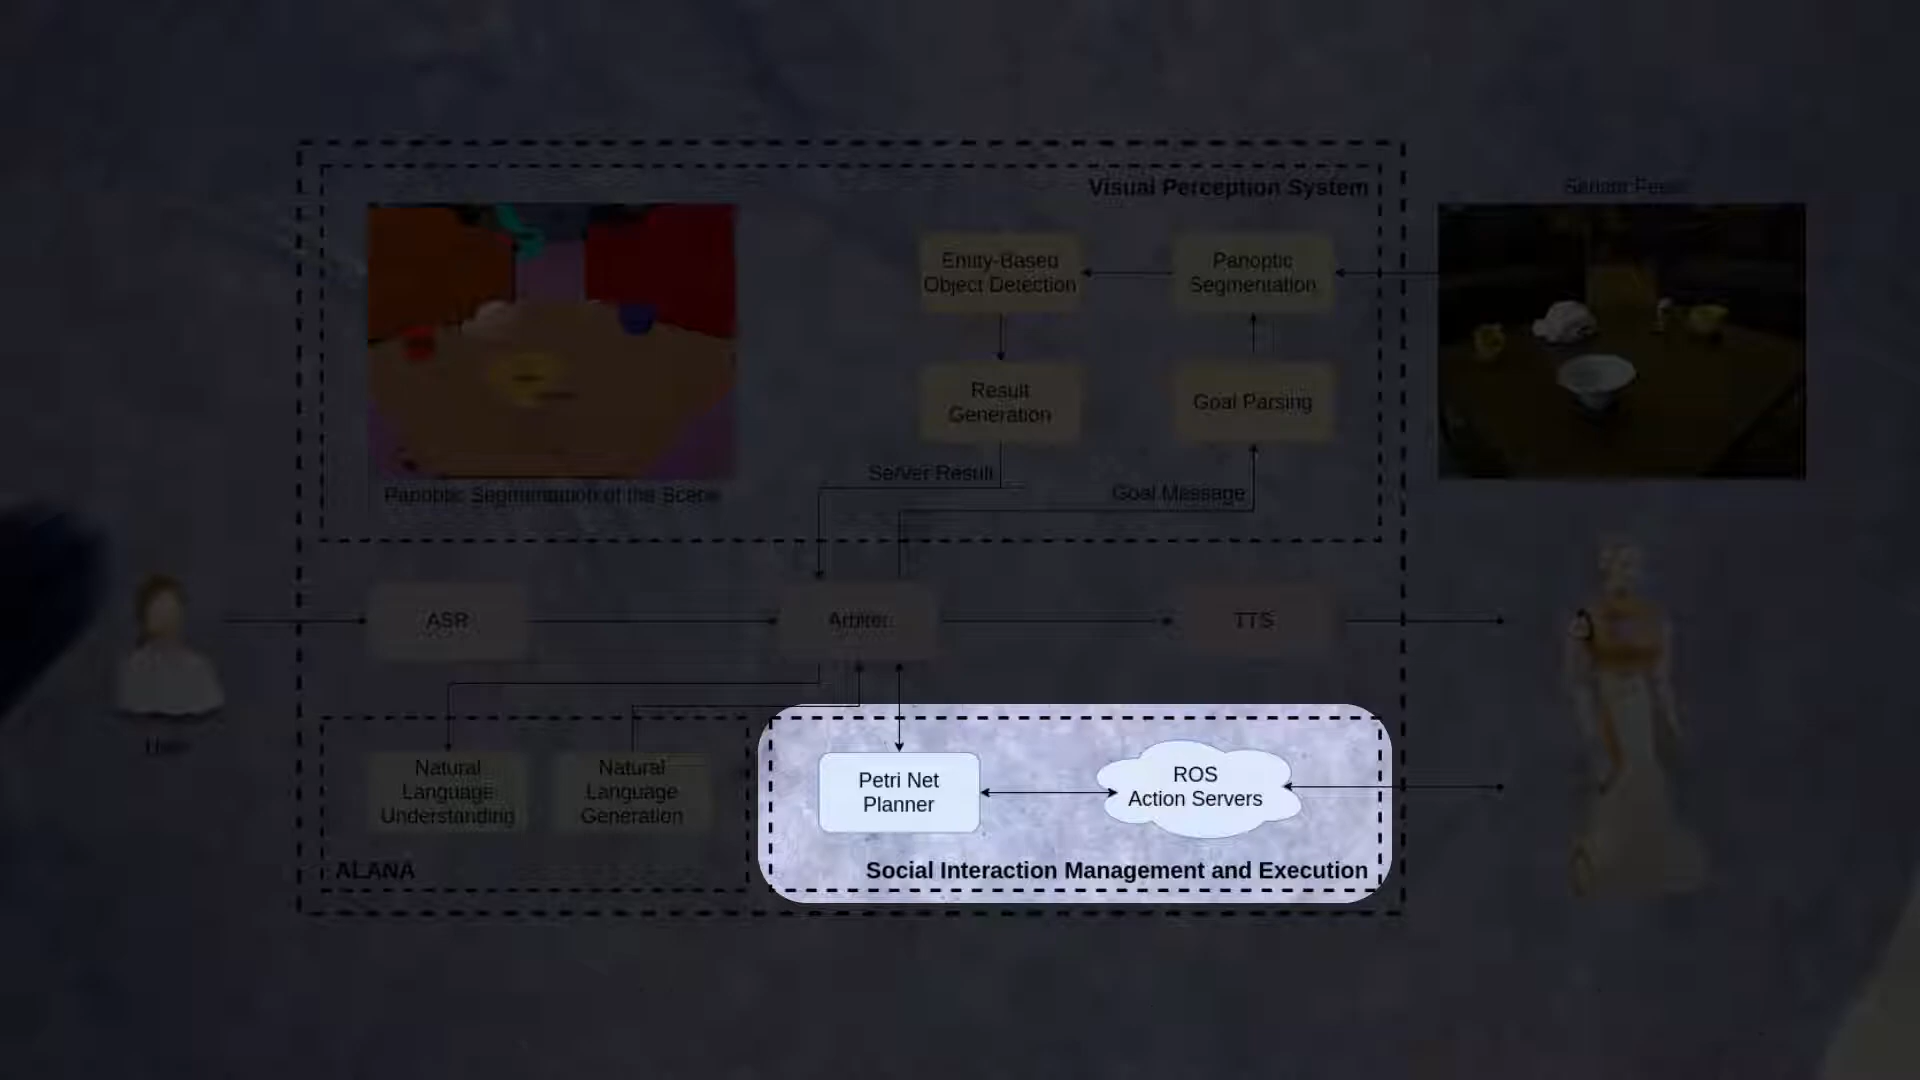 Visual Perception System
Entity-Based
Object Detection
Panoptic
Segmentation
Result
Generation
Goal Parsing
Server Result
Goal Message
Panoptic Segmentation of the Scene
ASR
Arbiter
TTS
User
Natural
Language
Understanding
Natural
Language
Generation
ALANA
Petri Net
Planner
ROS
Action Servers
Social Interaction Management and Execution